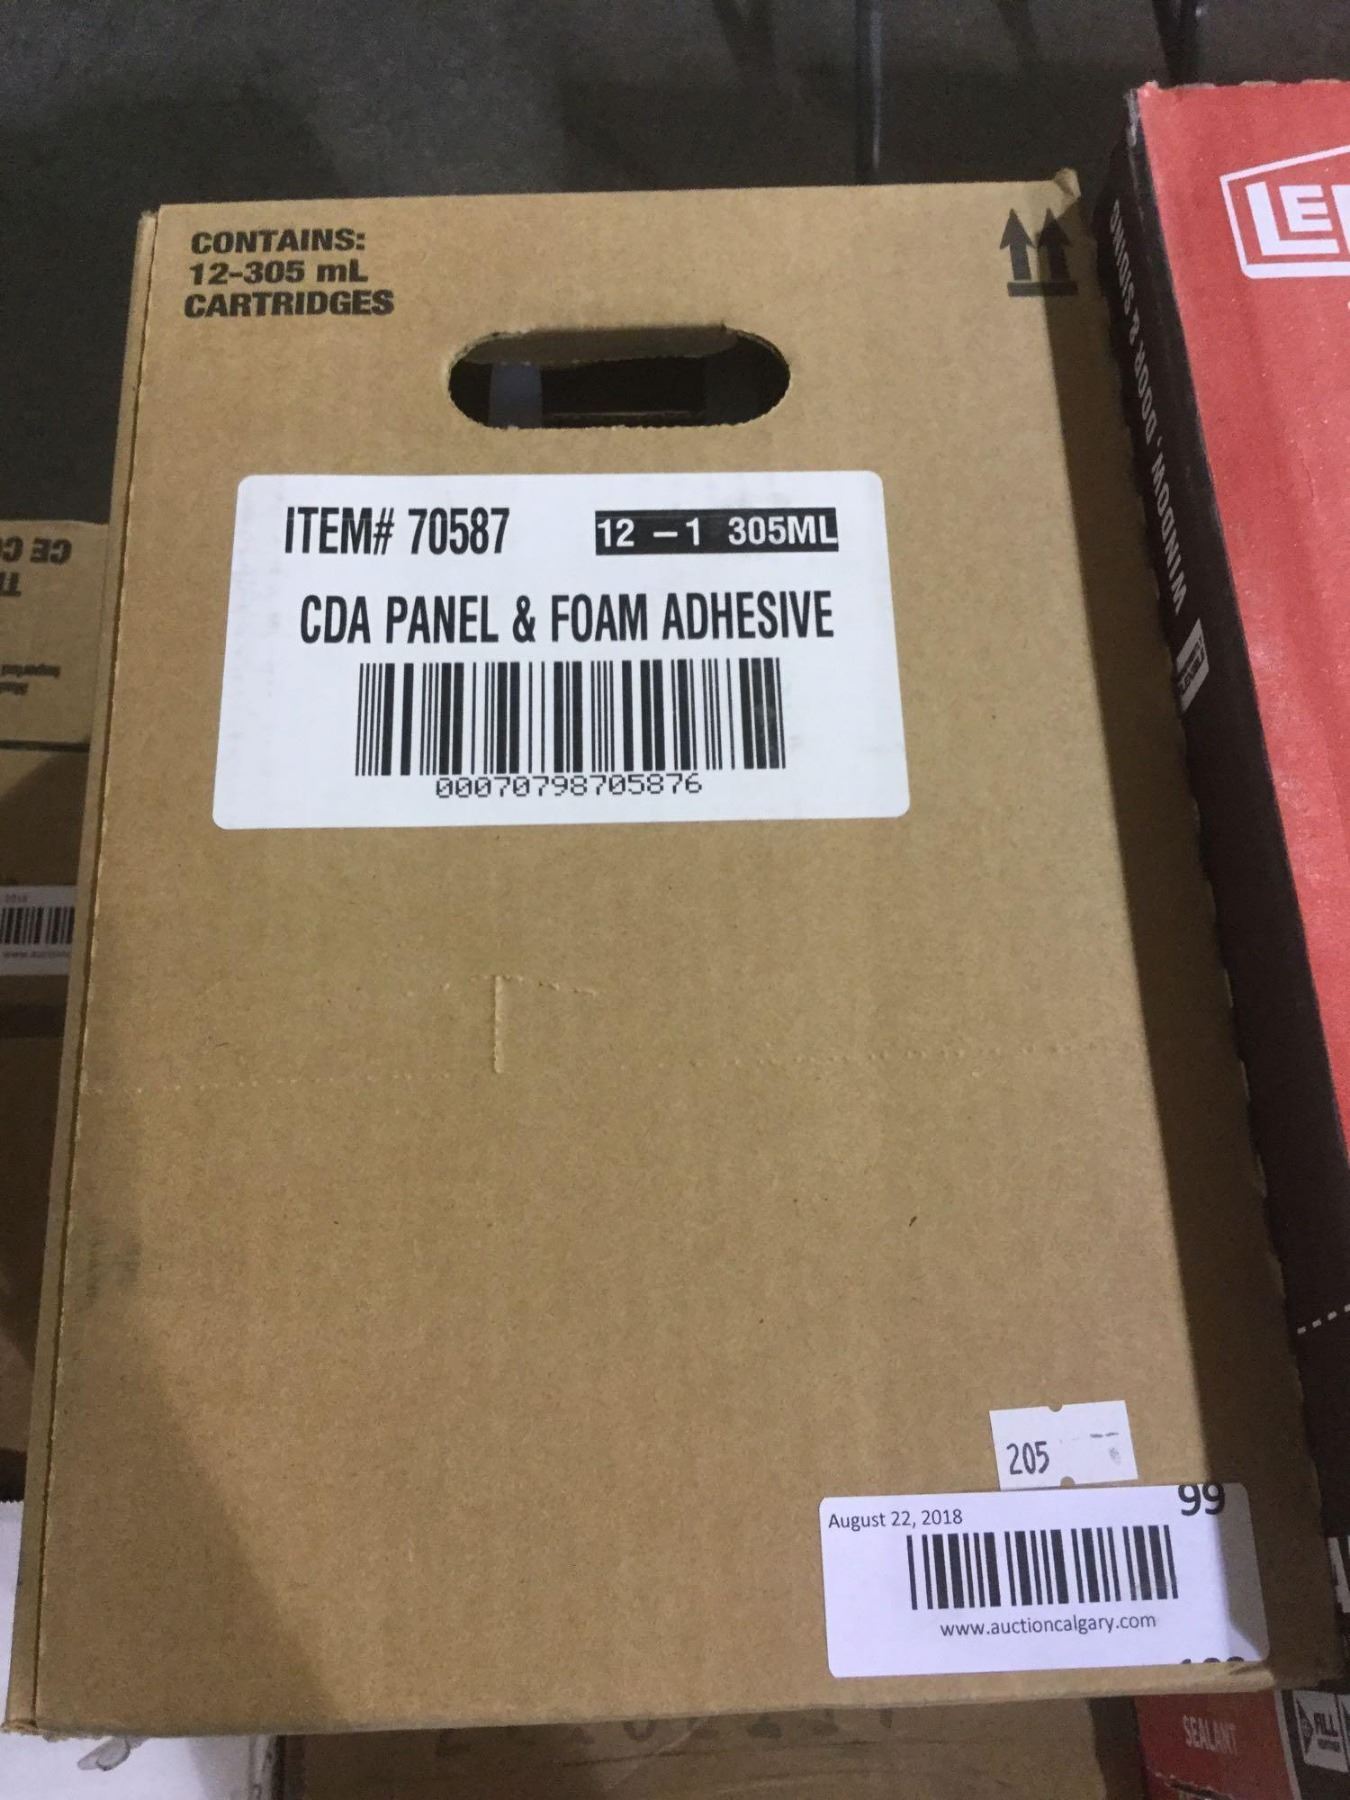 CONTAINS:
12-305 mL
CARTRIDGES
ITEM# 70587
12 -1 305ML
CDA PANEL & FOAM ADHESIVE
00070798705876
205
99
August 22, 2018
www.auctioncalgary.com
WINDOW, DOOR & SIDING
SEALANT
CE